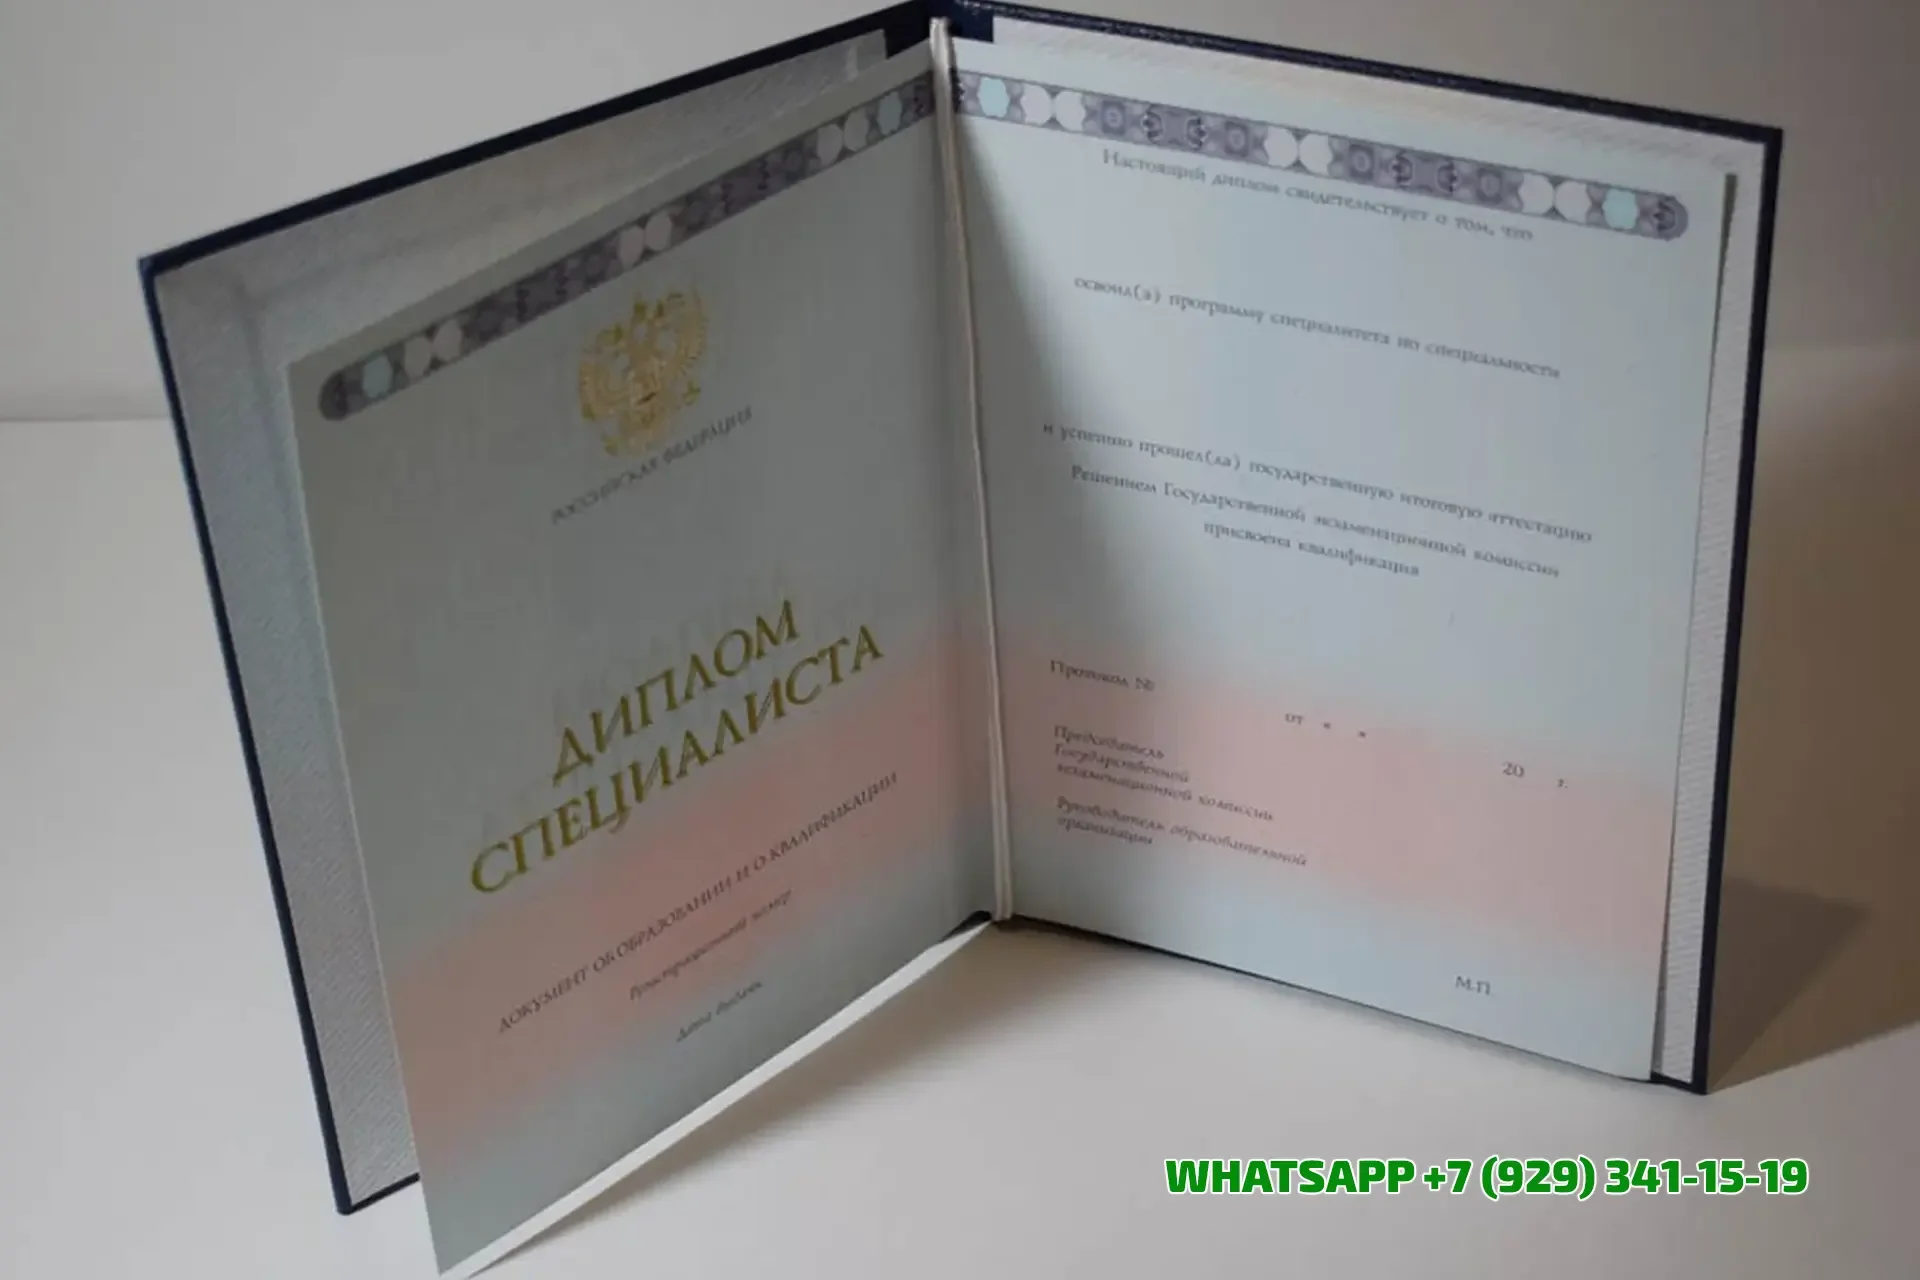 РОССИЙСКАЯ ФЕДЕРАЦИЯ
ДИПЛОМ
СПЕЦИАЛИСТА
ДОКУМЕНТ ОБ ОБРАЗОВАНИИ И О КВАЛИФИКАЦИИ
Регистрационный номер
Дата выдачи
Настоящий диплом свидетельствует о том, что
освоил(а) программу специалитета по специальности
и успешно прошел(ла) государственную итоговую аттестацию
Решением Государственной экзаменационной комиссии
присвоена квалификация
Протокол №
от « »
20 г.
Председатель
Государственной
экзаменационной комиссии
Руководитель образовательной
организации
М.П.
WHATSAPP +7 (929) 341-15-19